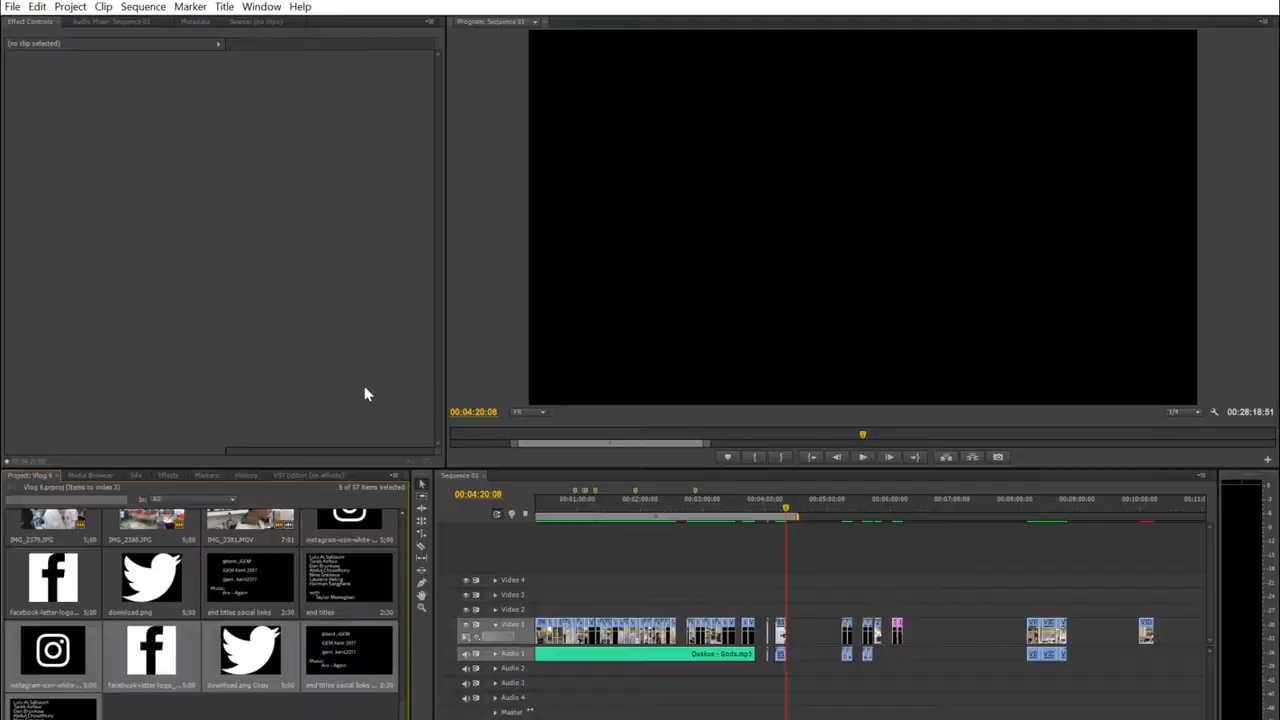 File Edit Project Clip Sequence Marker Title Window Help
Effect Controls Audio Mixer: Sequence 01 Metadata Source: (no clips)
Program: Sequence 01
(no clip selected)
00:04:20:08 Fit 1/4 00:28:18:51
Project: Vlog 6 Media Browser Info Effects Markers History VST Editor: (no effects)
Vlog 6.prproj (Items to index 3) 5 of 57 items selected
In: All
Sequence 01
00:04:20:08
00:01:00:00 00:02:00:00 00:03:00:00 00:04:00:00 00:05:00:00 00:06:00:00 00:07:00:00 00:08:00:00 00:09:00:00 00:10:00:00 00:11:0
IMG_2379.JPG 5;00 IMG_2380.JPG 5;00 IMG_2381.MOV 7:01 instagram-icon-white-... 5;00
facebook-letter-logo... 5;00 download.png 5;00 end titles social links 2:30 end titles 2:30
instagram-icon-white-... 5;00 facebook-letter-logo_... 5;00 download.png Copy 5;00 2:30
Video 4
Video 3
Video 2
Video 1
Audio 1 Duskus - Gods.mp3
Audio 2
Audio 3
Audio 4
Master